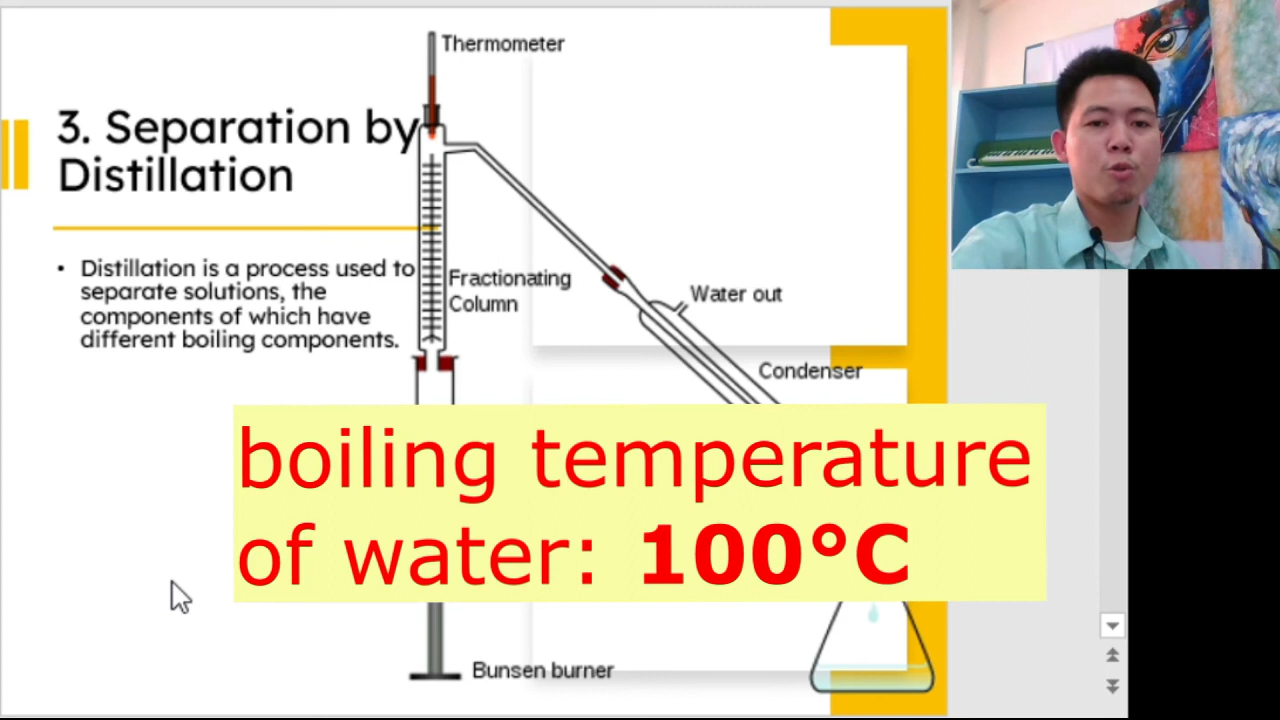 Thermometer
3. Separation by
Distillation
• Distillation is a process used to
separate solutions, the
components of which have
different boiling components.
Fractionating
Column
Water out
Condenser
boiling temperature
of water: 100°C
Bunsen burner